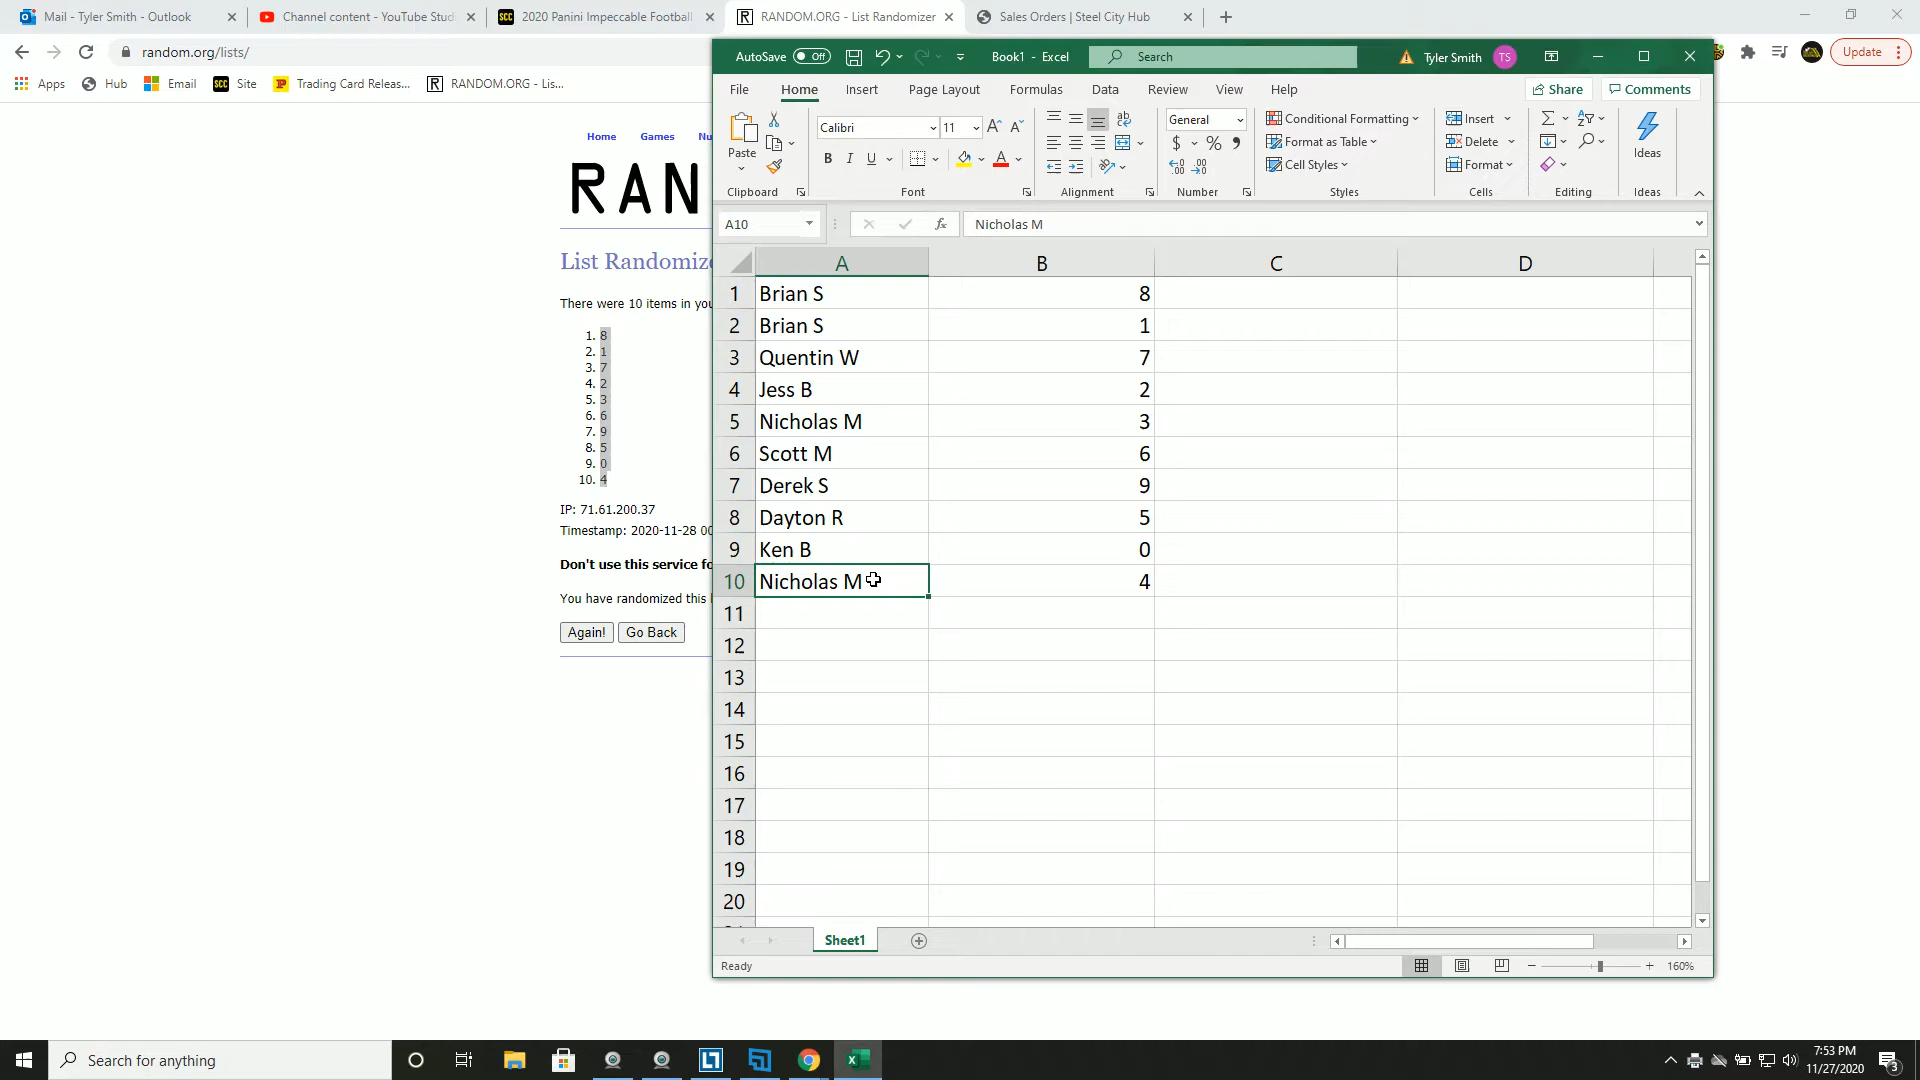 Mail - Tyler Smith - Outlook
Channel content - YouTube Stud
2020 Panini Impeccable Football
RANDOM.ORG - List Randomizer
Sales Orders | Steel City Hub
random.org/lists/
Update
Apps
Hub
Email
Site
Trading Card Releas...
RANDOM.ORG - Lis...
Home
Games
Nu
RAN
List Randomize
There were 10 items in you
1. 8
2. 1
3. 7
4. 2
5. 3
6. 6
7. 9
8. 5
9. 0
10. 4
IP: 71.61.200.37
Timestamp: 2020-11-28 00
Don't use this service fo
You have randomized this
Again!
Go Back
AutoSave Off
Book1 - Excel
Search
Tyler Smith
TS
File
Home
Insert
Page Layout
Formulas
Data
Review
View
Help
Share
Comments
Paste
Calibri
11
General
Conditional Formatting
Format as Table
Cell Styles
Insert
Delete
Format
Ideas
Clipboard
Font
Alignment
Number
Styles
Cells
Editing
Ideas
A10
fx
Nicholas M
A B C D
1 Brian S 8
2 Brian S 1
3 Quentin W 7
4 Jess B 2
5 Nicholas M 3
6 Scott M 6
7 Derek S 9
8 Dayton R 5
9 Ken B 0
10 Nicholas M 4
11
12
13
14
15
16
17
18
19
20
Sheet1
Ready
160%
Search for anything
7:53 PM
11/27/2020
3